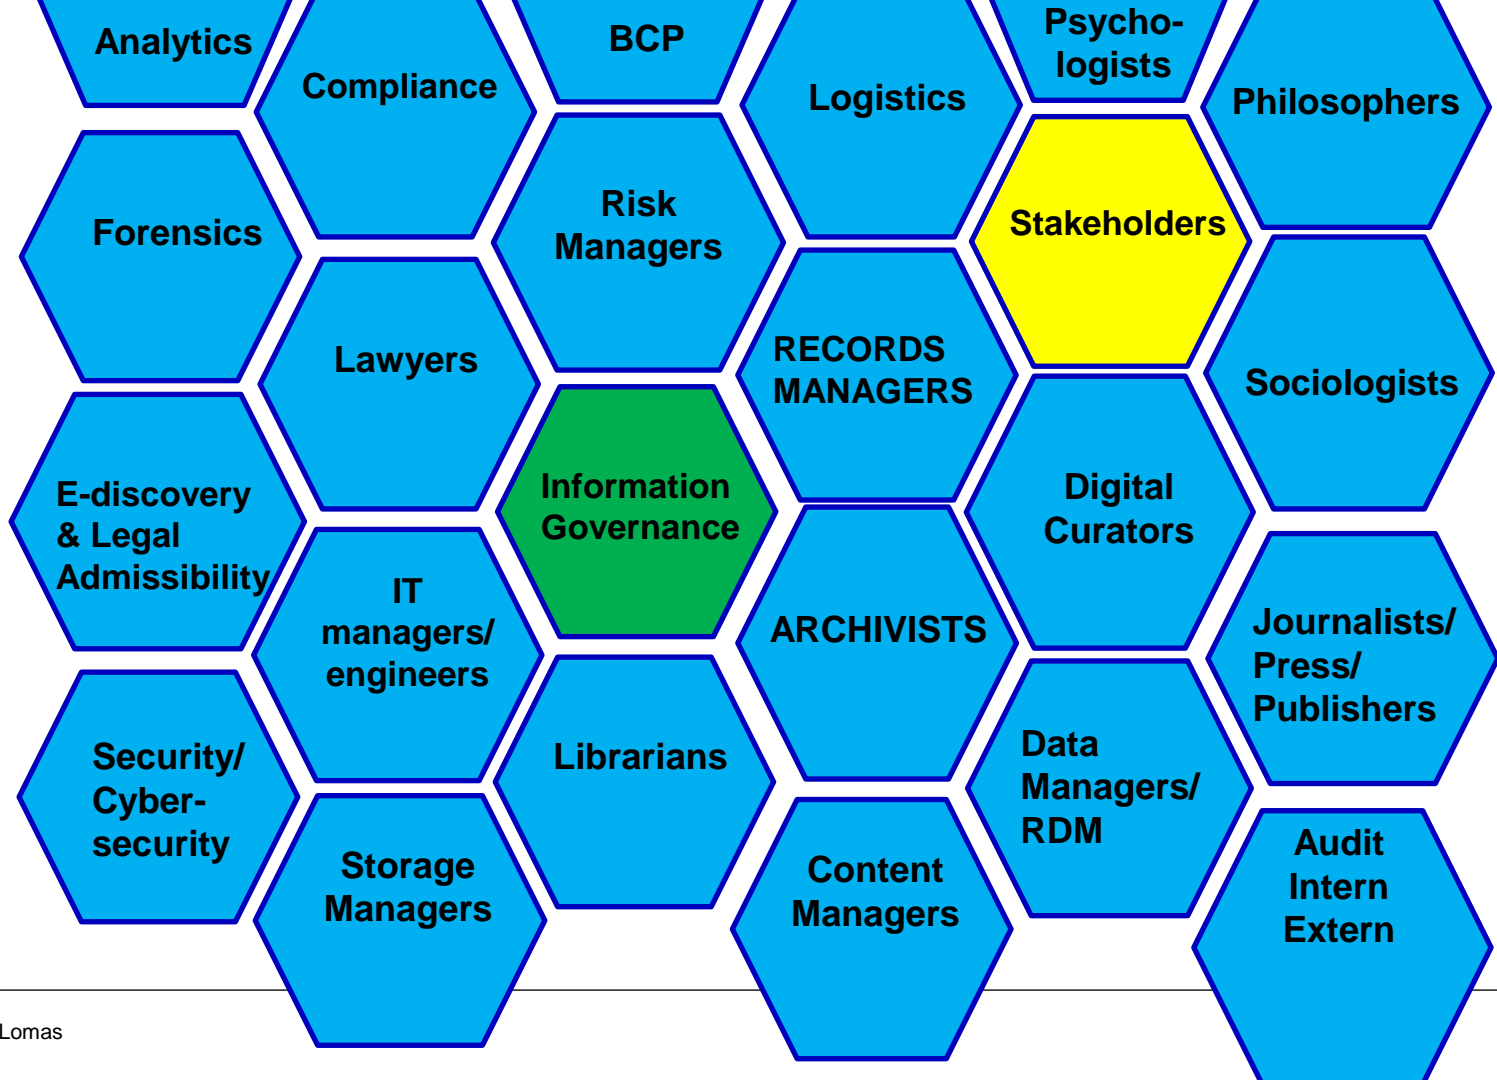 Analytics
Compliance
BCP
Logistics
Psycho-
logists
Philosophers
Forensics
Risk
Managers
Stakeholders
Lawyers
RECORDS
MANAGERS
Sociologists
E-discovery
& Legal
Admissibility
Information
Governance
Digital
Curators
IT
managers/
engineers
ARCHIVISTS
Journalists/
Press/
Publishers
Security/
Cyber-
security
Librarians
Data
Managers/
RDM
Storage
Managers
Content
Managers
Audit
Intern
Extern
Lomas